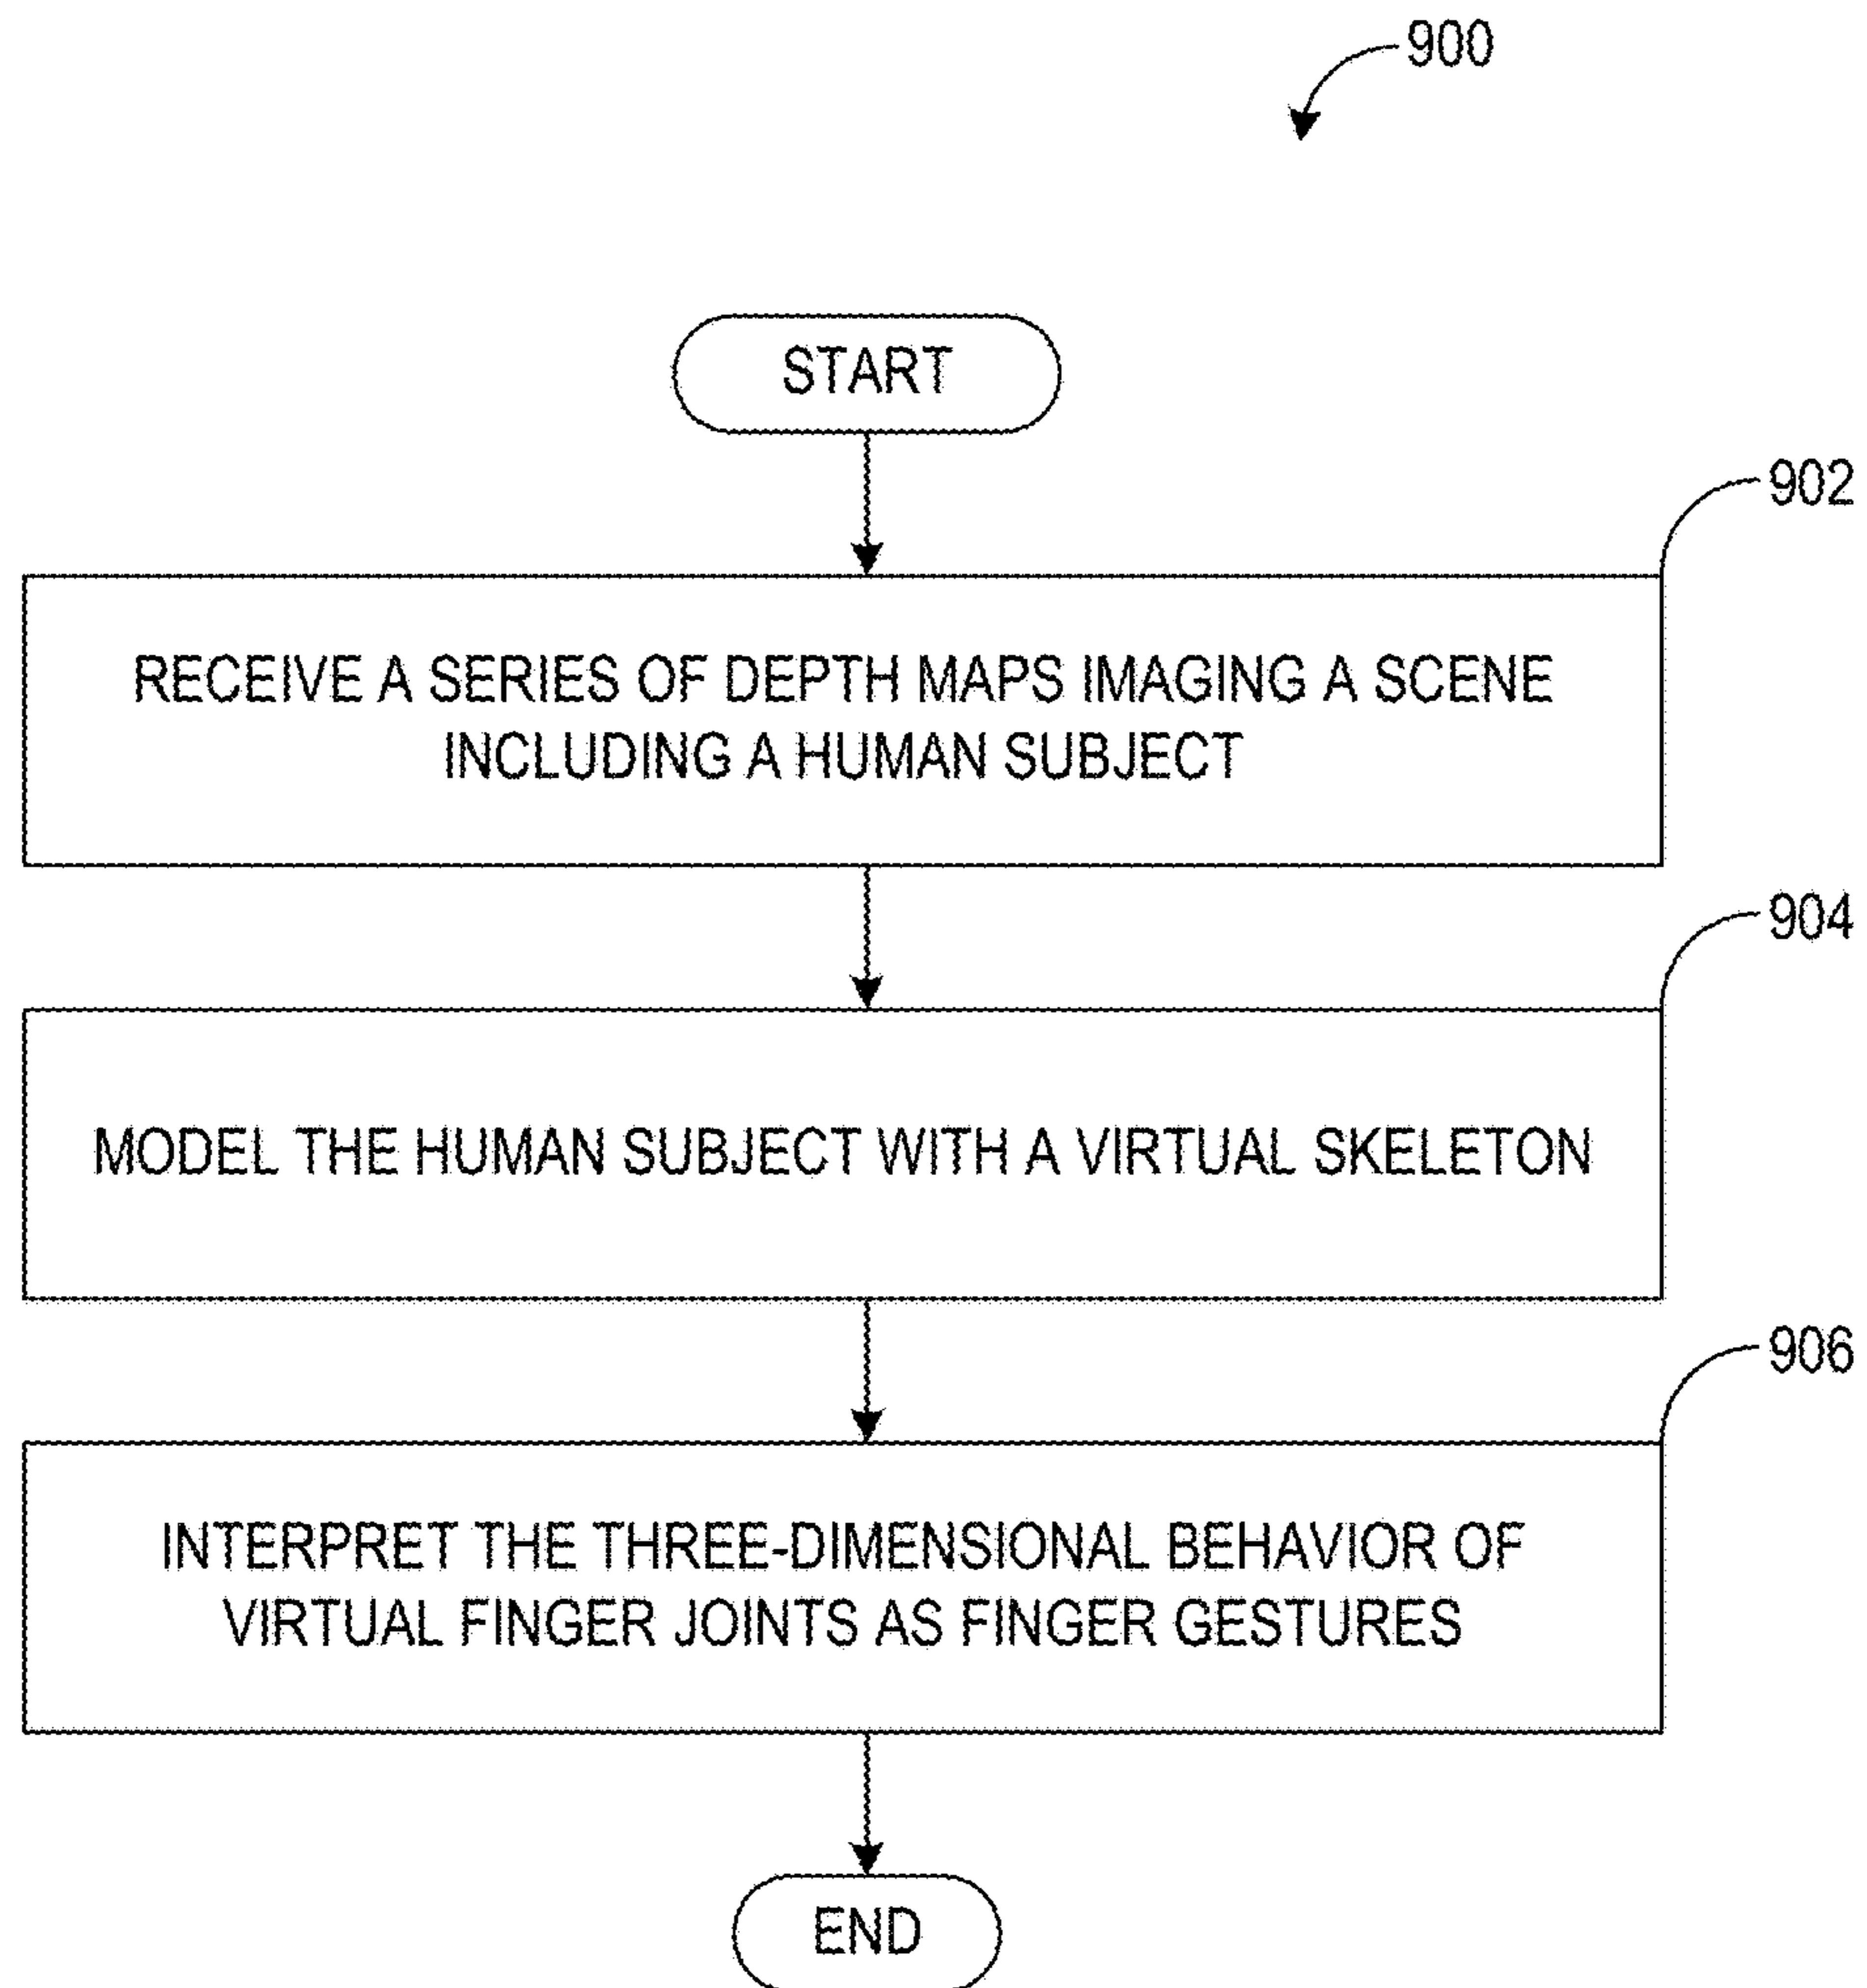 900
START
902
RECEIVE A SERIES OF DEPTH MAPS IMAGING A SCENE
INCLUDING A HUMAN SUBJECT
904
MODEL THE HUMAN SUBJECT WITH A VIRTUAL SKELETON
906
INTERPRET THE THREE-DIMENSIONAL BEHAVIOR OF
VIRTUAL FINGER JOINTS AS FINGER GESTURES
END